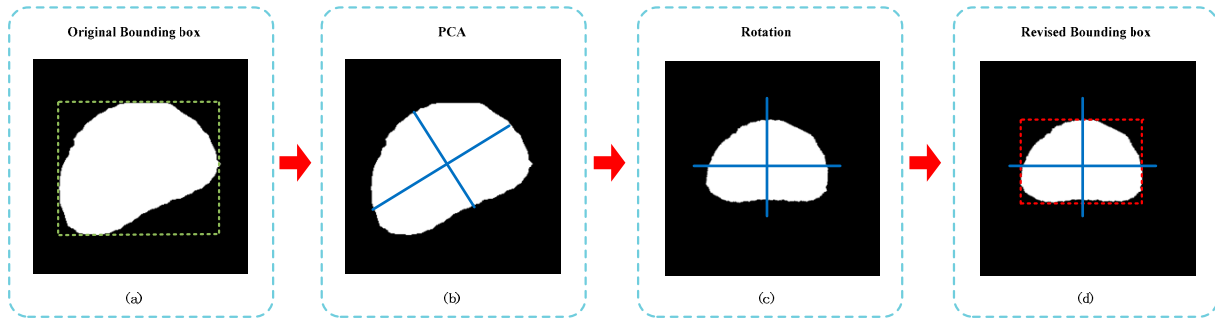 Original Bounding box
PCA
Rotation
Revised Bounding box
(a)
(b)
(c)
(d)